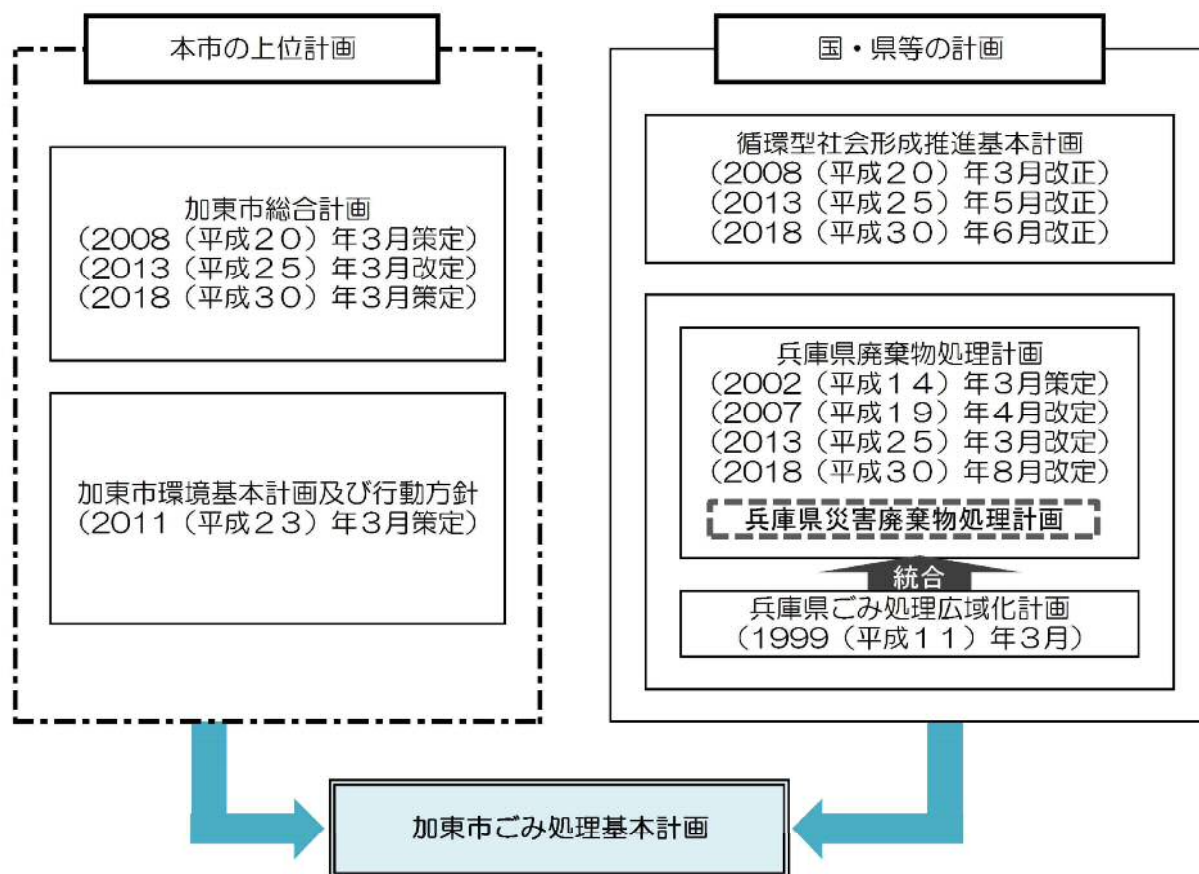 本市の上位計画
加東市総合計画
（2008（平成２０）年３月策定）
（2013（平成２５）年３月改定）
（2018（平成３０）年３月策定）
加東市環境基本計画及び行動方針
（2011（平成２３）年３月策定）
国・県等の計画
循環型社会形成推進基本計画
（2008（平成２０）年３月改正）
（2013（平成２５）年５月改正）
（2018（平成３０）年６月改正）
兵庫県廃棄物処理計画
（2002（平成１４）年３月策定）
（2007（平成１９）年４月改定）
（2013（平成２５）年３月改定）
（2018（平成３０）年８月改定）
兵庫県災害廃棄物処理計画
統合
兵庫県ごみ処理広域化計画
（1999（平成１１）年３月）
加東市ごみ処理基本計画